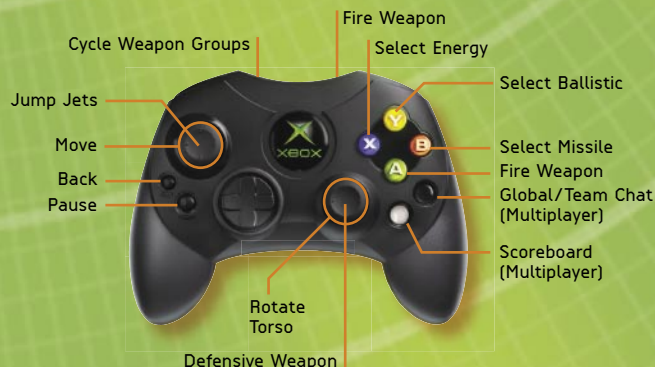 Fire Weapon
Cycle Weapon Groups
Select Energy
Select Ballistic
Jump Jets
Y
Move
X
B
Select Missile
XBOX
A
Fire Weapon
Back
Global/Team Chat
(Multiplayer)
Pause
Scoreboard
(Multiplayer)
Rotate
Torso
Defensive Weapon